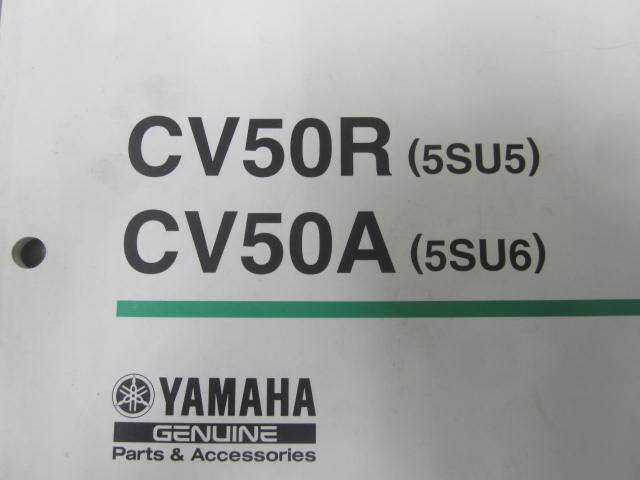 CV50R (5SU5)
CV50A (5SU6)
YAMAHA
GENUINE
Parts & Accessories